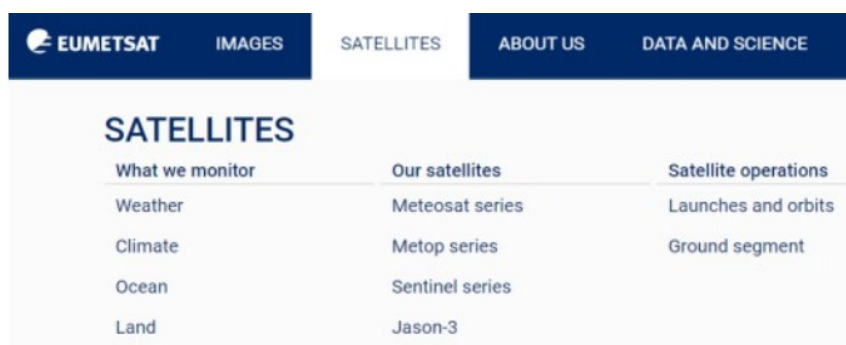 EUMETSAT IMAGES SATELLITES ABOUT US DATA AND SCIENCE
SATELLITES
What we monitor Our satellites Satellite operations
Weather Meteosat series Launches and orbits
Climate Metop series Ground segment
Ocean Sentinel series
Land Jason-3